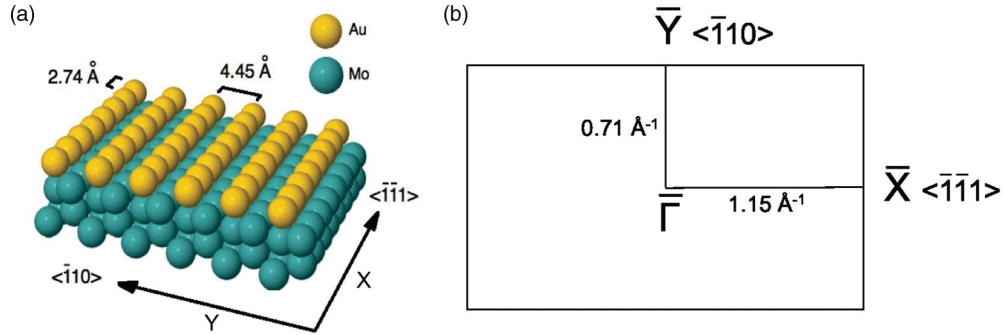 (a)
Au
Mo
2.74 Å
4.45 Å
<1̄1̄1>
<1̄10>
X
Y
(b)
Ȳ <1̄10>
0.71 Å⁻¹
X̄ <1̄1̄1>
Γ̄
1.15 Å⁻¹